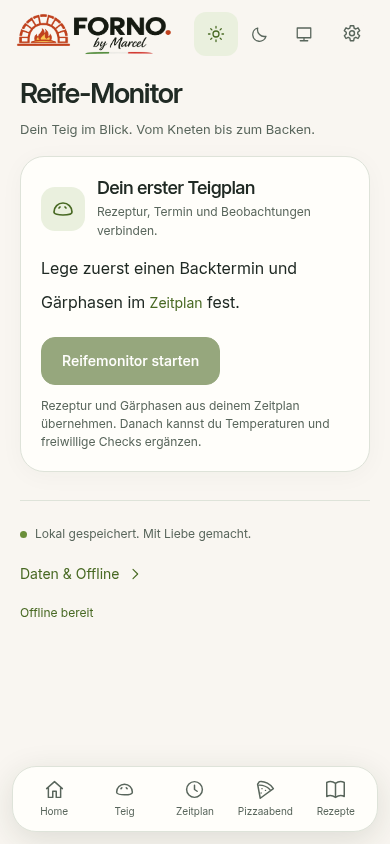 FORNO.
by Marcel
Reife-Monitor
Dein Teig im Blick. Vom Kneten bis zum Backen.
Dein erster Teigplan
Rezeptur, Termin und Beobachtungen
verbinden.
Lege zuerst einen Backtermin und
Gärphasen im Zeitplan fest.
Reifemonitor starten
Rezeptur und Gärphasen aus deinem Zeitplan
übernehmen. Danach kannst du Temperaturen und
freiwillige Checks ergänzen.
Lokal gespeichert. Mit Liebe gemacht.
Daten & Offline
Offline bereit
Home
Teig
Zeitplan
Pizzaabend
Rezepte